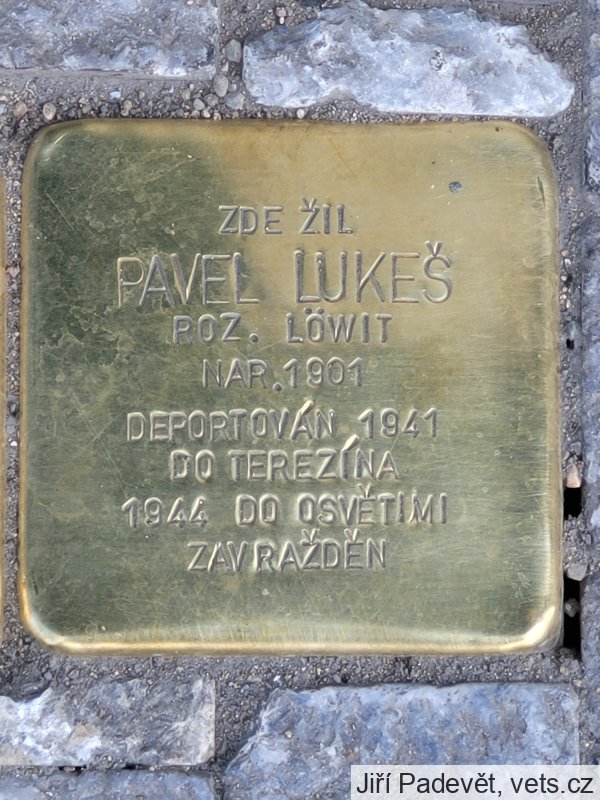 ZDE ŽIL
PAVEL LUKEŠ
ROZ. LÖWIT
NAR. 1901
DEPORTOVÁN 1941
DO TEREZÍNA
1944 DO OSVĚTIMI
ZAVRAŽDĚN
Jiří Padevět, vets.cz